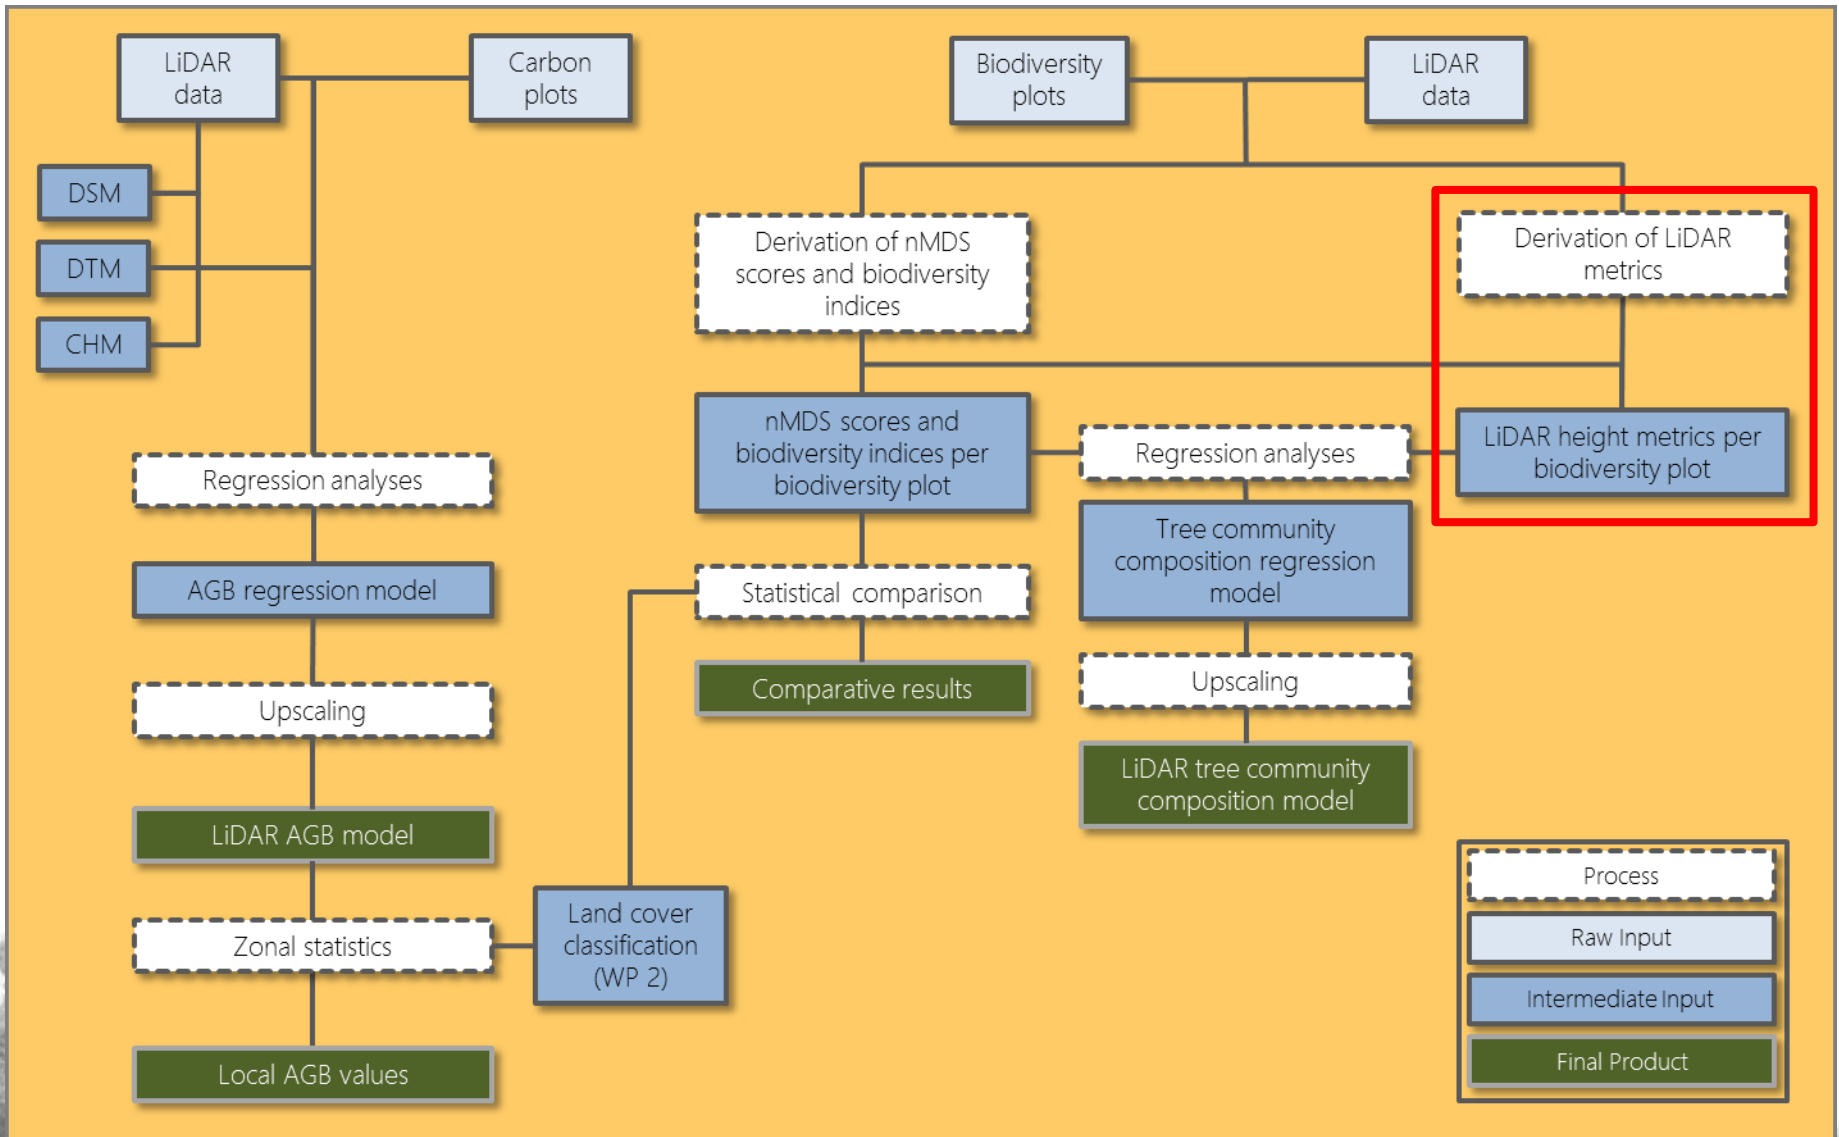 LiDAR
data
Carbon
plots
Biodiversity
plots
LiDAR
data
DSM
DTM
CHM
Derivation of nMDS
scores and biodiversity
indices
Derivation of LiDAR
metrics
nMDS scores and
biodiversity indices per
biodiversity plot
Regression analyses
LiDAR height metrics per
biodiversity plot
Regression analyses
Tree community
composition regression
model
AGB regression model
Statistical comparison
Upscaling
Comparative results
Upscaling
LiDAR tree community
composition model
LiDAR AGB model
Zonal statistics
Land cover
classification
(WP 2)
Local AGB values
Process
Raw Input
Intermediate Input
Final Product